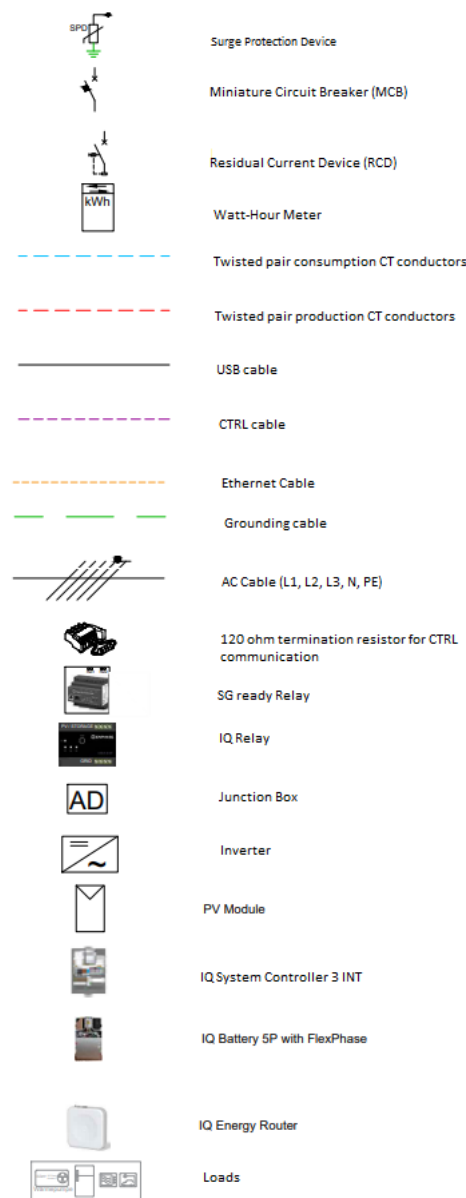 SPD
Surge Protection Device
Miniature Circuit Breaker (MCB)
Residual Current Device (RCD)
kWh
Watt-Hour Meter
Twisted pair consumption CT conductors
Twisted pair production CT conductors
USB cable
CTRL cable
Ethernet Cable
Grounding cable
AC Cable (L1, L2, L3, N, PE)
120 ohm termination resistor for CTRL
communication
SG ready Relay
IQ Relay
AD
Junction Box
Inverter
PV Module
IQ System Controller 3 INT
IQ Battery 5P with FlexPhase
IQ Energy Router
Loads